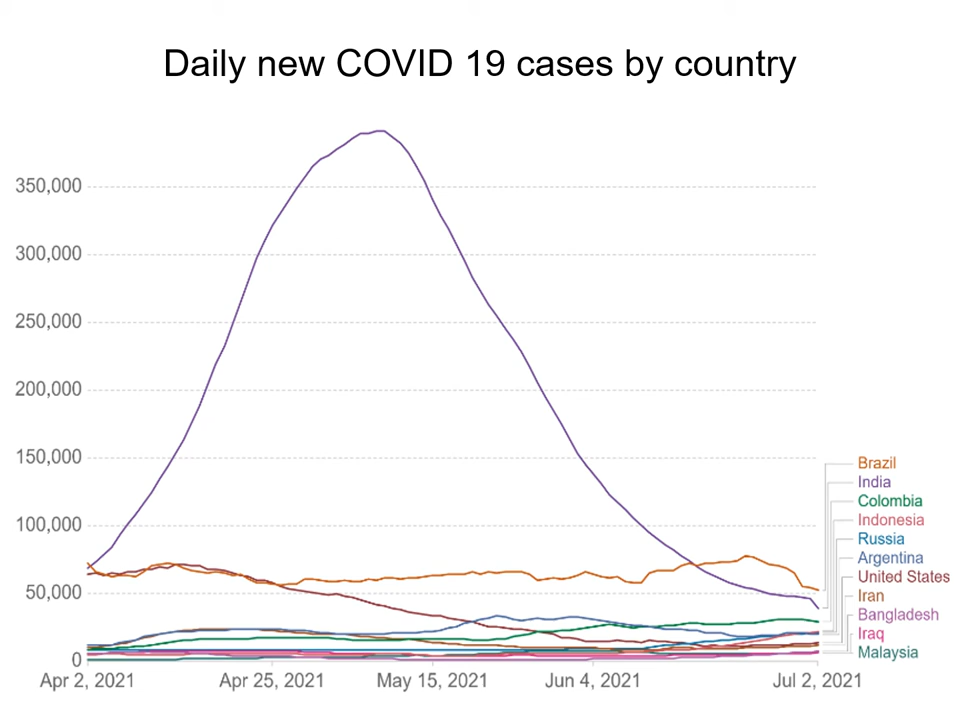 Daily new COVID 19 cases by country
350,000
300,000
250,000
200,000
150,000
100,000
50,000
0
Apr 2, 2021 Apr 25, 2021 May 15, 2021 Jun 4, 2021 Jul 2, 2021
Brazil
India
Colombia
Indonesia
Russia
Argentina
United States
Iran
Bangladesh
Iraq
Malaysia